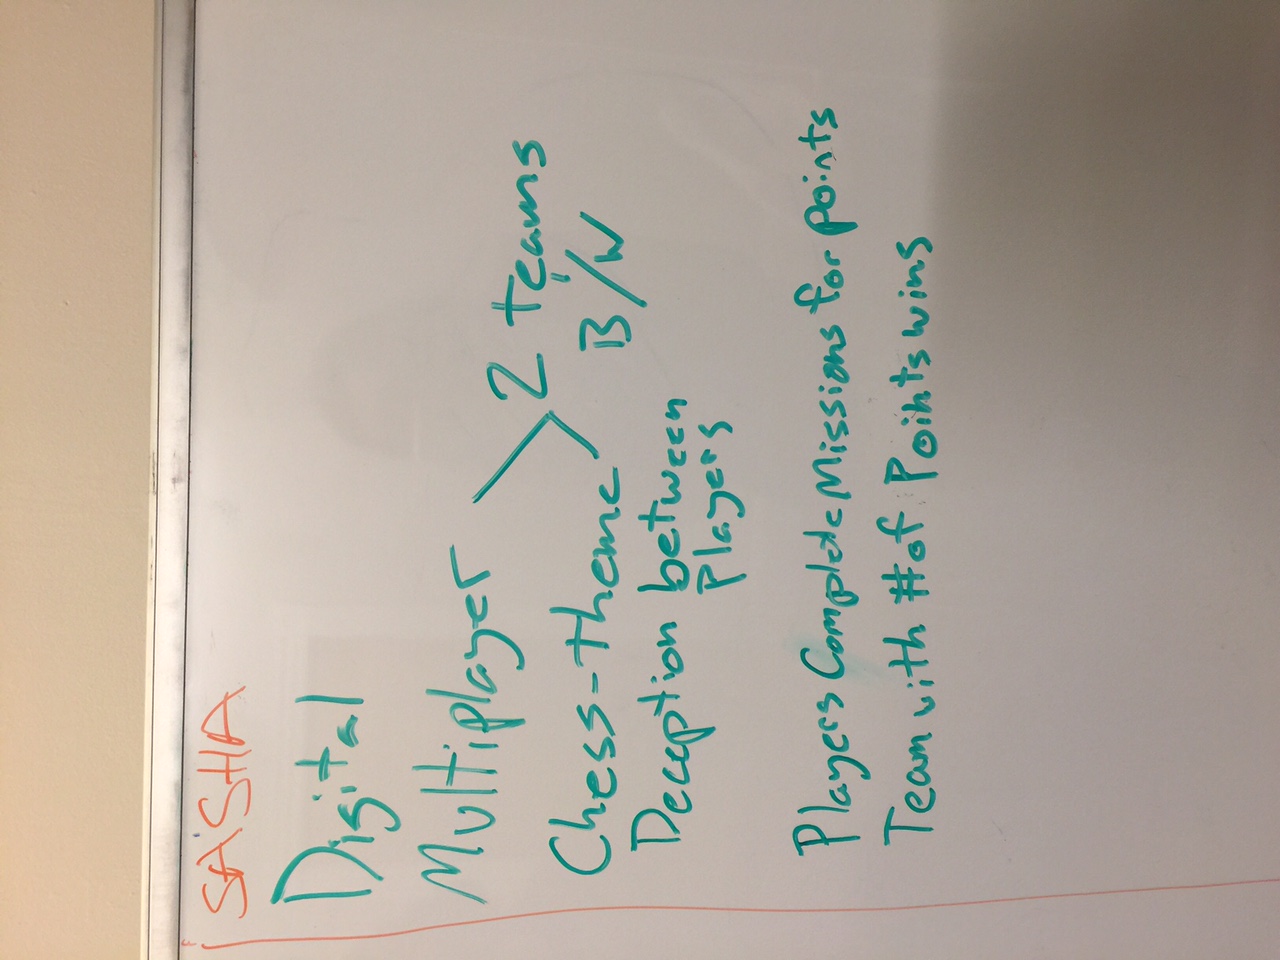 SASHA
Digital
Multiplayer
2 teams
B/W
Chess-theme
Deception between
Players
Players Complete Missions for points
Team with # of Points wins